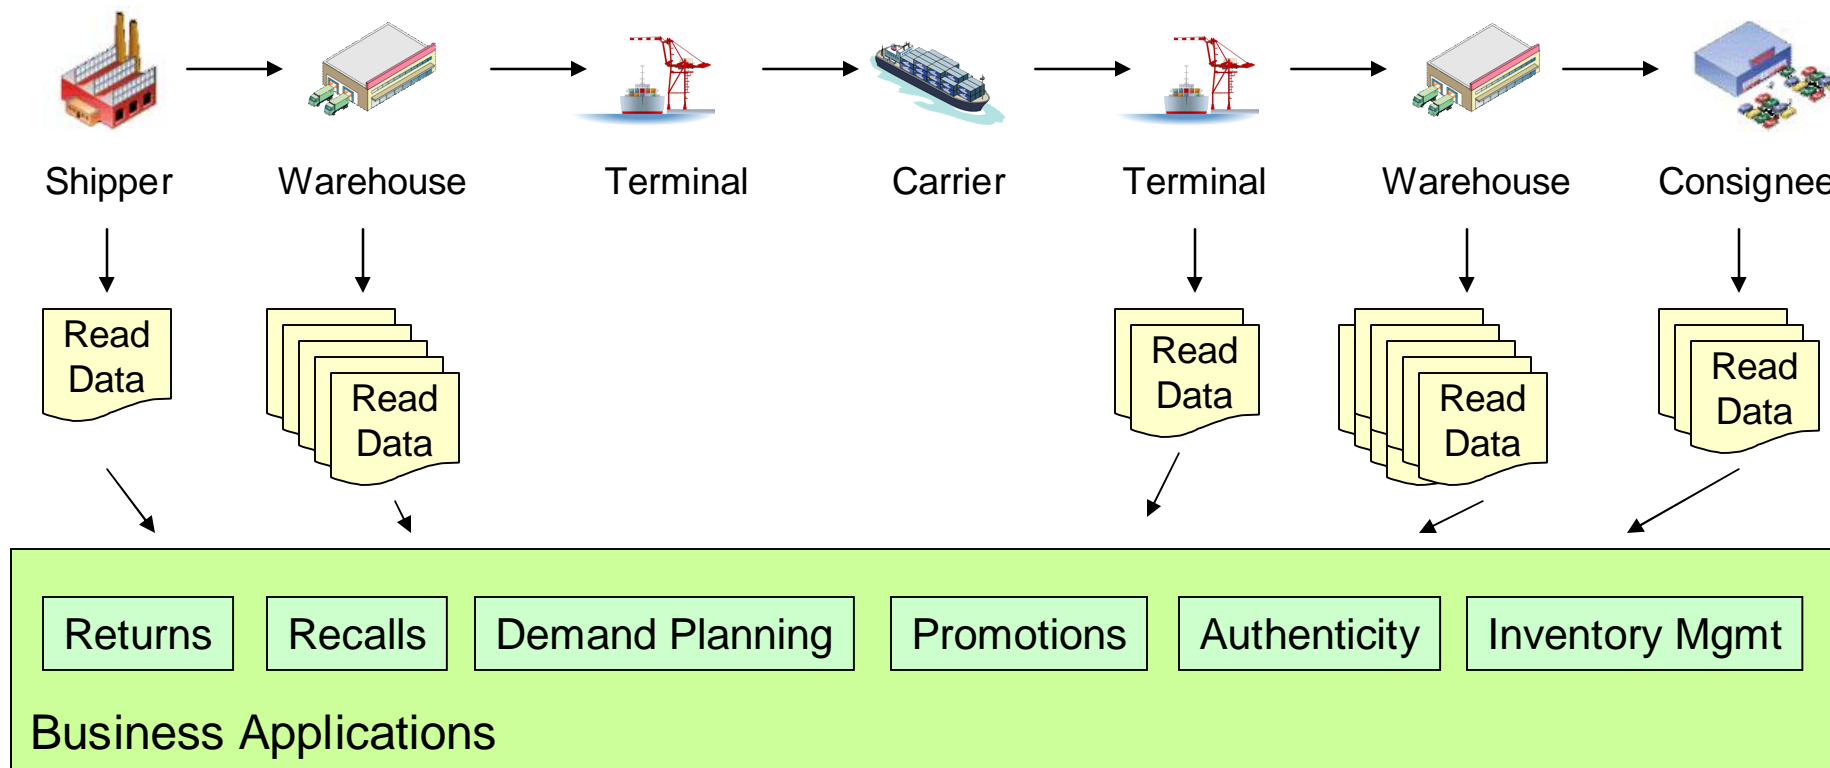 Shipper
Warehouse
Terminal
Carrier
Terminal
Warehouse
Consignee
Read
Data
Read
Data
Read
Data
Read
Data
Read
Data
Returns
Recalls
Demand Planning
Promotions
Authenticity
Inventory Mgmt
Business Applications